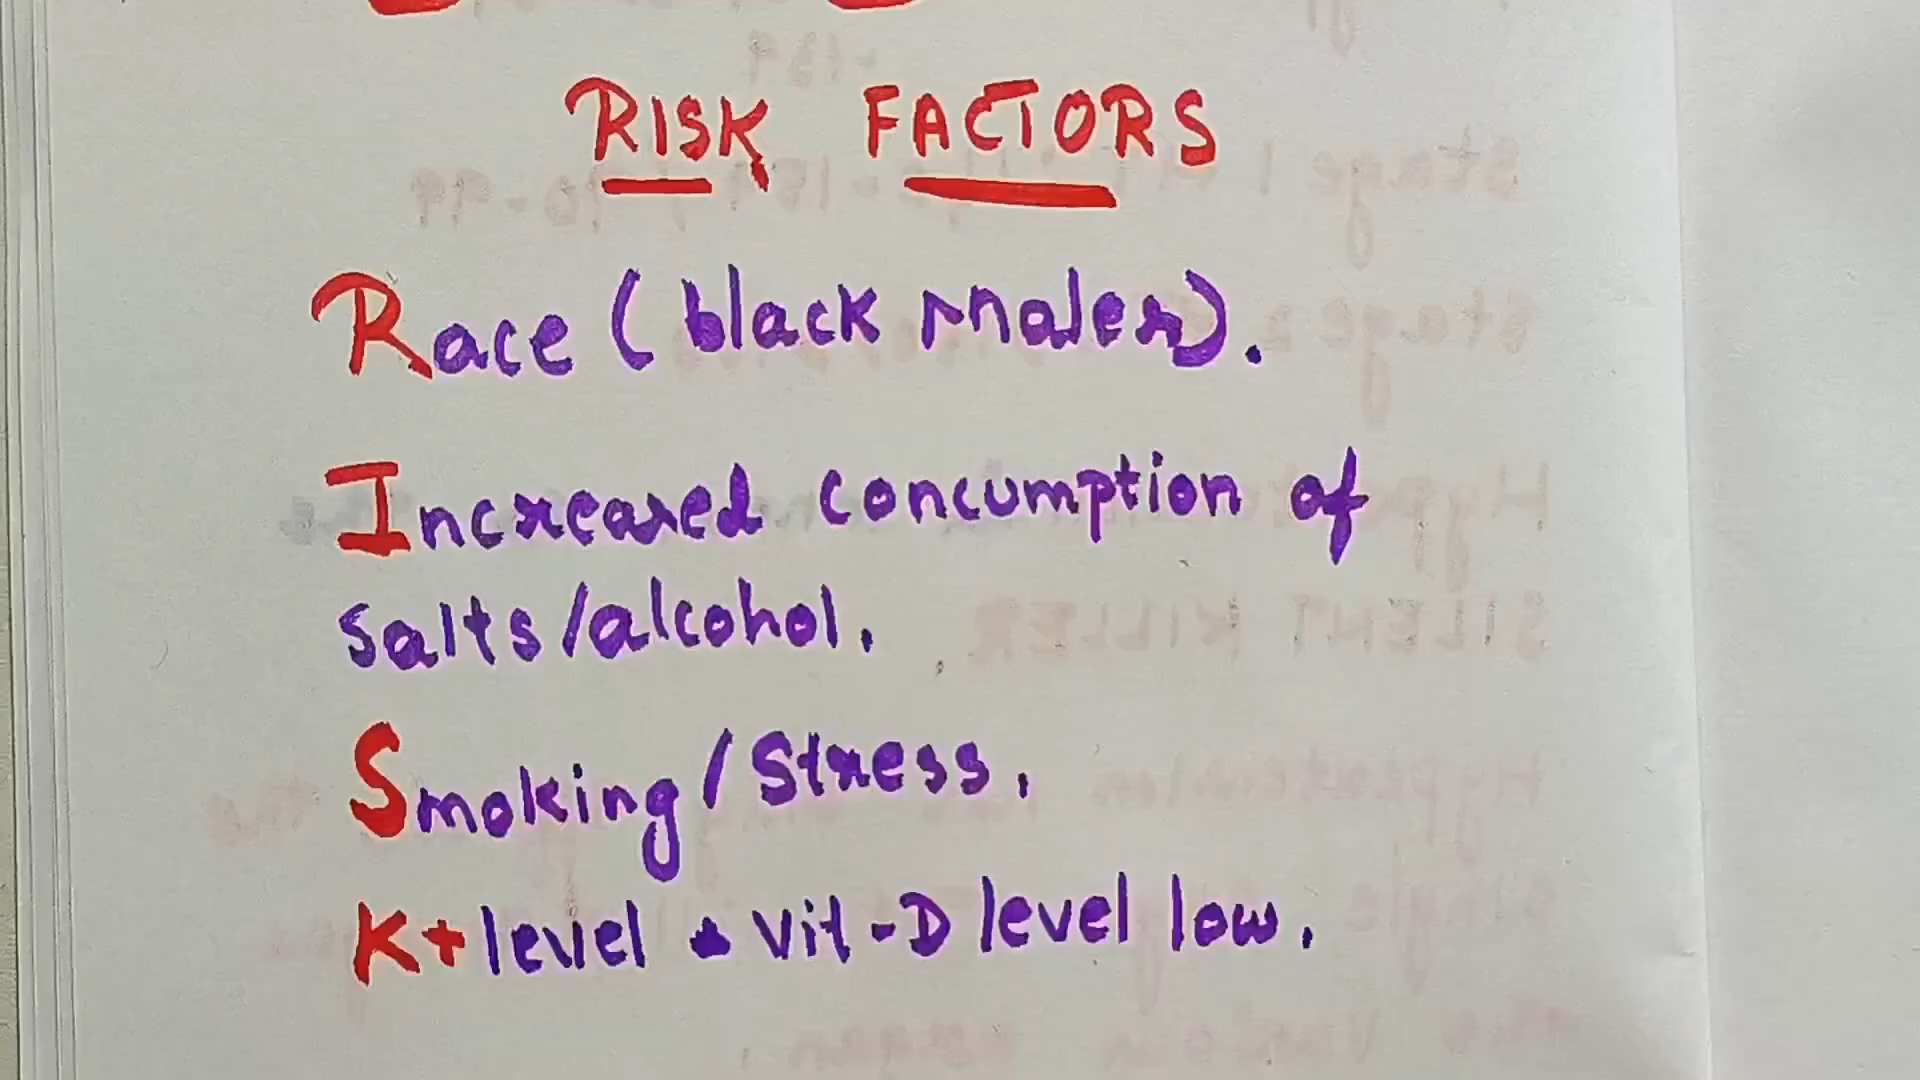 RISK FACTORS
Race (black males).
Increased concumption of
salts/alcohol.
Smoking/Stress.
K+ level & Vit-D level low.